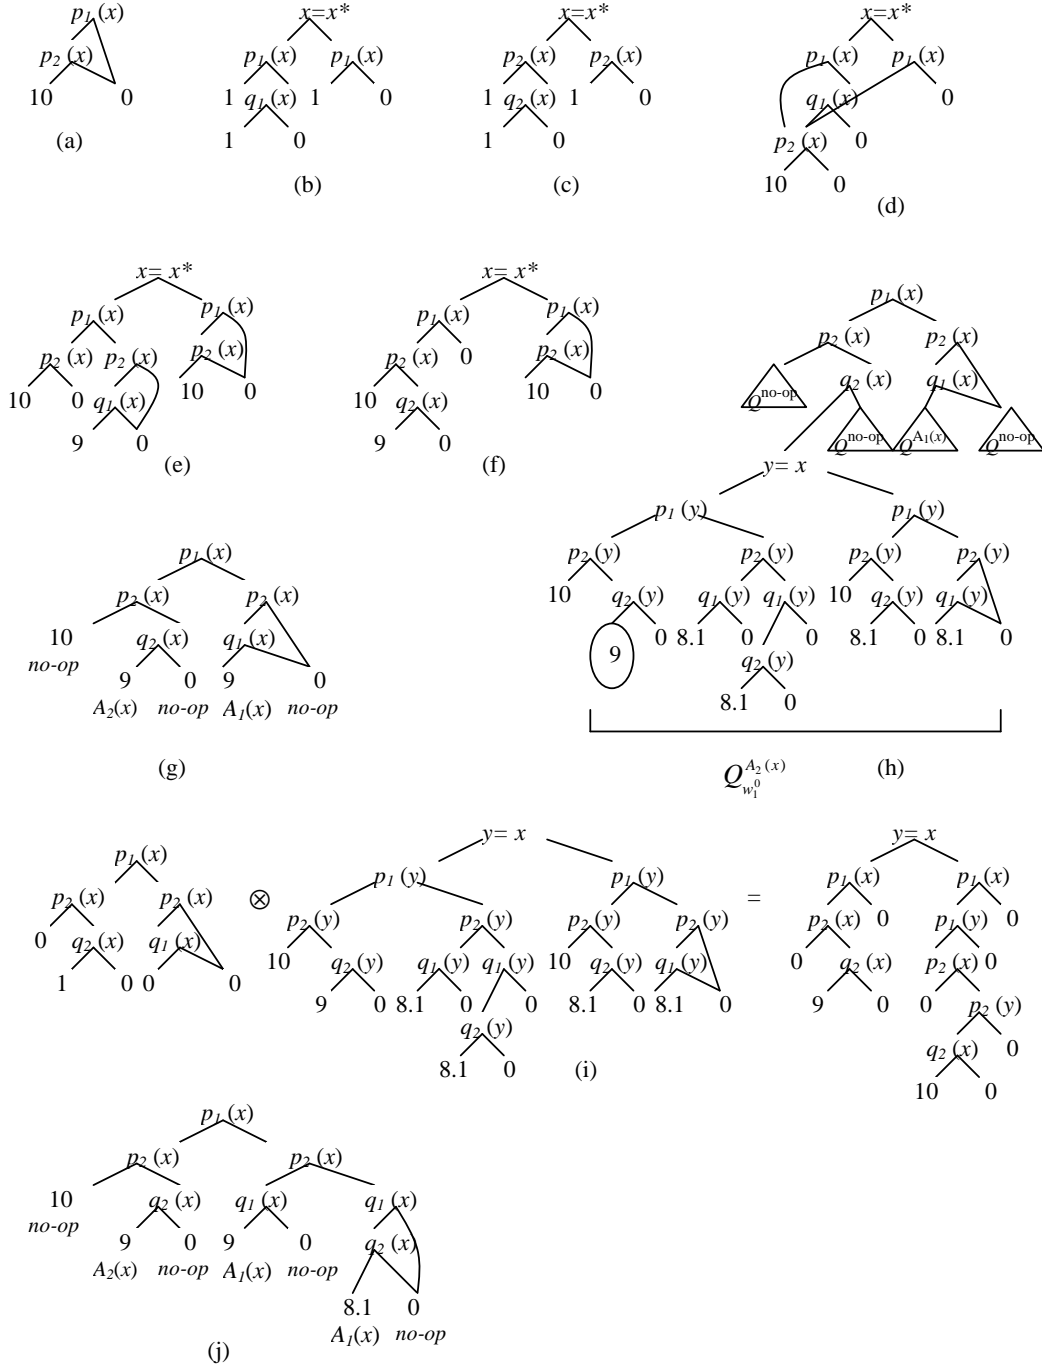 p1 (x)
p2 (x)
10 0
(a)
x=x*
p1 (x) p1 (x)
1 q1 (x) 1 0
1 0
(b)
x=x*
p2 (x) p2 (x)
1 q2 (x) 1 0
1 0
(c)
x=x*
p1 (x) p1 (x)
q1 (x) 0
p2 (x) 0
10 0
(d)
x= x*
p1 (x) p1 (x)
p2 (x) p2 (x) p2 (x)
10 0 q1 (x) 10 0
9 0
(e)
x= x*
p1 (x) p1 (x)
p2 (x) 0 p2 (x)
10 q2 (x) 10 0
9 0
(f)
p1 (x)
p2 (x) p2 (x)
q2 (x) q1 (x)
Q^no-op
Q^no-op Q^A1(x) Q^no-op
y= x
p1 (y) p1 (y)
p2 (y) p2 (y) p2 (y) p2 (y)
10 q2 (y) q1 (y) q1 (y) 10 q2 (y) q1 (y)
9 0 8.1 0 q2 (y) 0 8.1 0 8.1 0
8.1 0
Q_{w_1^0}^{A_2(x)}
(h)
p1 (x)
p2 (x) p2 (x)
10 q2 (x) q1 (x)
no-op
9 0 9 0
A2(x) no-op A1(x) no-op
(g)
p1 (x)
p2 (x) p2 (x)
0 q2 (x) q1 (x)
1 0 0 0
⊗
y= x
p1 (y) p1 (y)
p2 (y) p2 (y) p2 (y) p2 (y)
10 q2 (y) q1 (y) q1 (y) 10 q2 (y) q1 (y)
9 0 8.1 0 q2 (y) 0 8.1 0 8.1 0
8.1 0
=
y= x
p1 (x) p1 (x)
p2 (x) 0 p1 (y) 0
0 q2 (x) p2 (x) 0
9 0 0 p2 (y)
q2 (x) 0
10 0
(i)
p1 (x)
p2 (x) p2 (x)
10 q2 (x) q1 (x) q1 (x)
no-op
9 0 9 0 q2 (x)
A2(x) no-op A1(x) no-op
8.1 0
A1(x) no-op
(j)